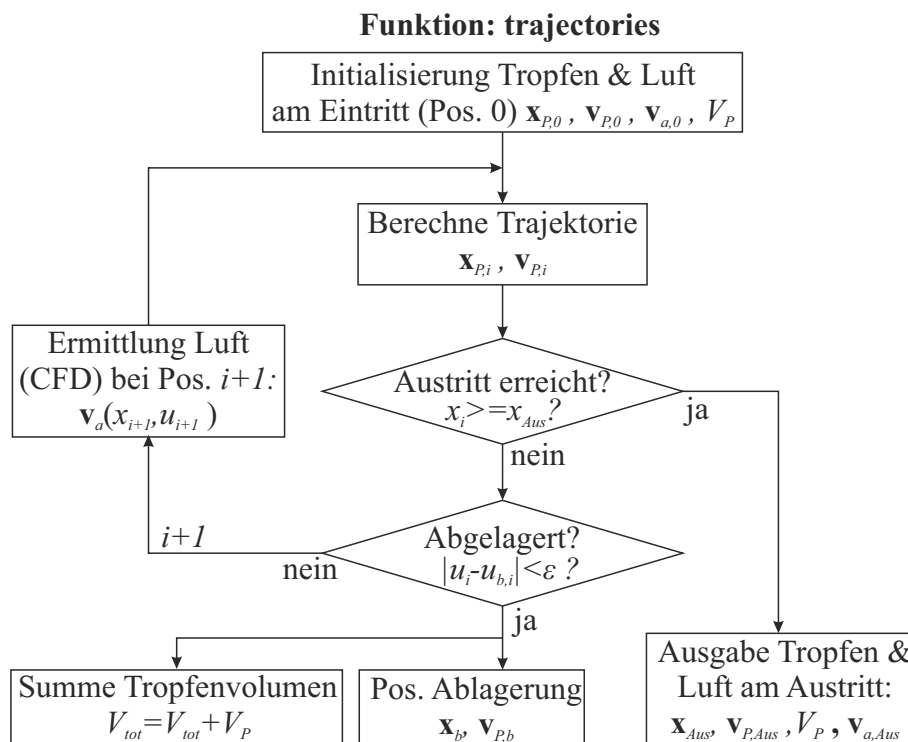 Funktion: trajectories
Initialisierung Tropfen & Luft
am Eintritt (Pos. 0) x_{P,0} , v_{P,0} , v_{a,0} , V_P
Berechne Trajektorie
x_{P,i} , v_{P,i}
Ermittlung Luft
(CFD) bei Pos. i+1:
v_a(x_{i+1},u_{i+1} )
Austritt erreicht?
x_i>=x_{Aus}?
ja
nein
i+1
nein
Abgelagert?
|u_i-u_{b,i}|<ε ?
ja
Summe Tropfenvolumen
V_{tot}=V_{tot}+V_P
Pos. Ablagerung
x_b, v_{P,b}
Ausgabe Tropfen &
Luft am Austritt:
x_{Aus}, v_{P,Aus} ,V_P , v_{a,Aus}